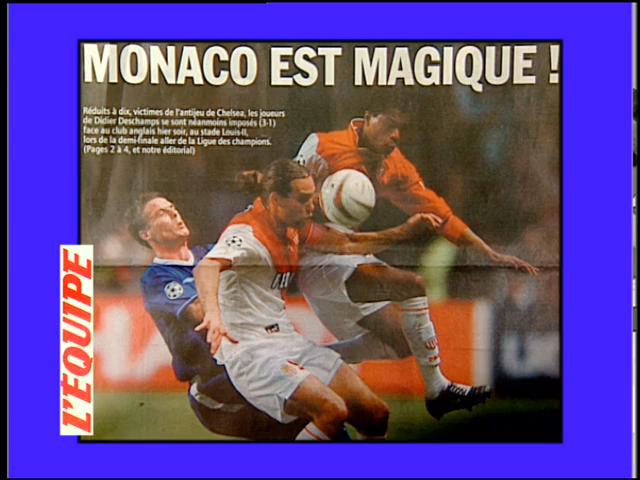 MONACO EST MAGIQUE !
Réduits à dix, victimes de l'antijeu de Chelsea, les joueurs
de Didier Deschamps se sont néanmoins imposés (3-1)
face au club anglais hier soir, au stade Louis-II,
lors de la demi-finale aller de la Ligue des champions.
(Pages 2 à 4, et notre éditorial)
L'ÉQUIPE